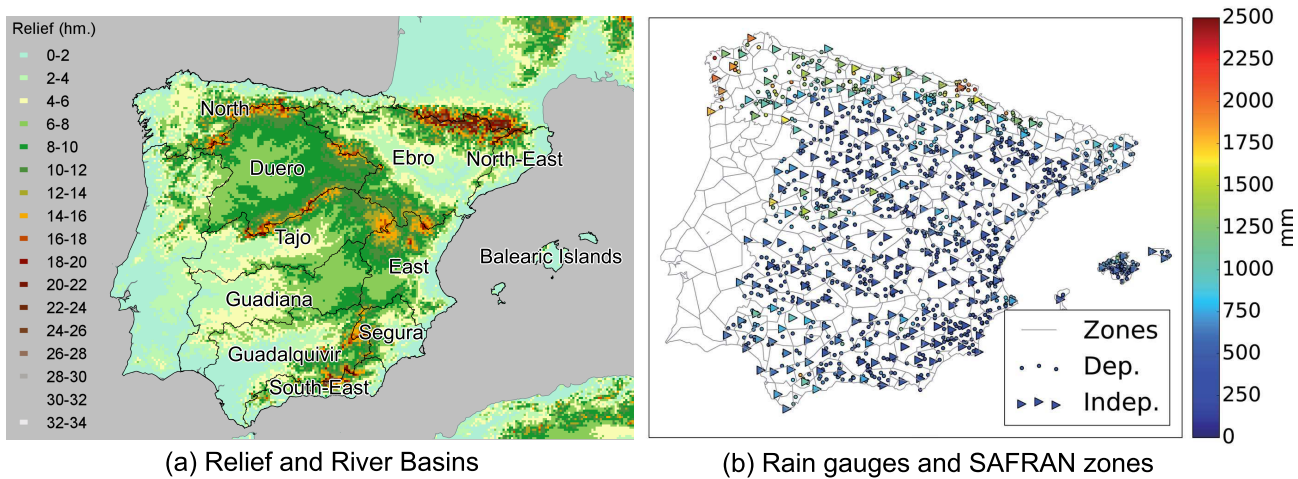 Relief (hm.)
0-2
2-4
4-6
6-8
8-10
10-12
12-14
14-16
16-18
18-20
20-22
22-24
24-26
26-28
28-30
30-32
32-34
North
Duero
Ebro
North-East
Tajo
East
Balearic Islands
Guadiana
Segura
Guadalquivir
South-East
(a) Relief and River Basins
2500
2250
2000
1750
1500
1250
1000
750
500
250
0
mm
Zones
Dep.
Indep.
(b) Rain gauges and SAFRAN zones